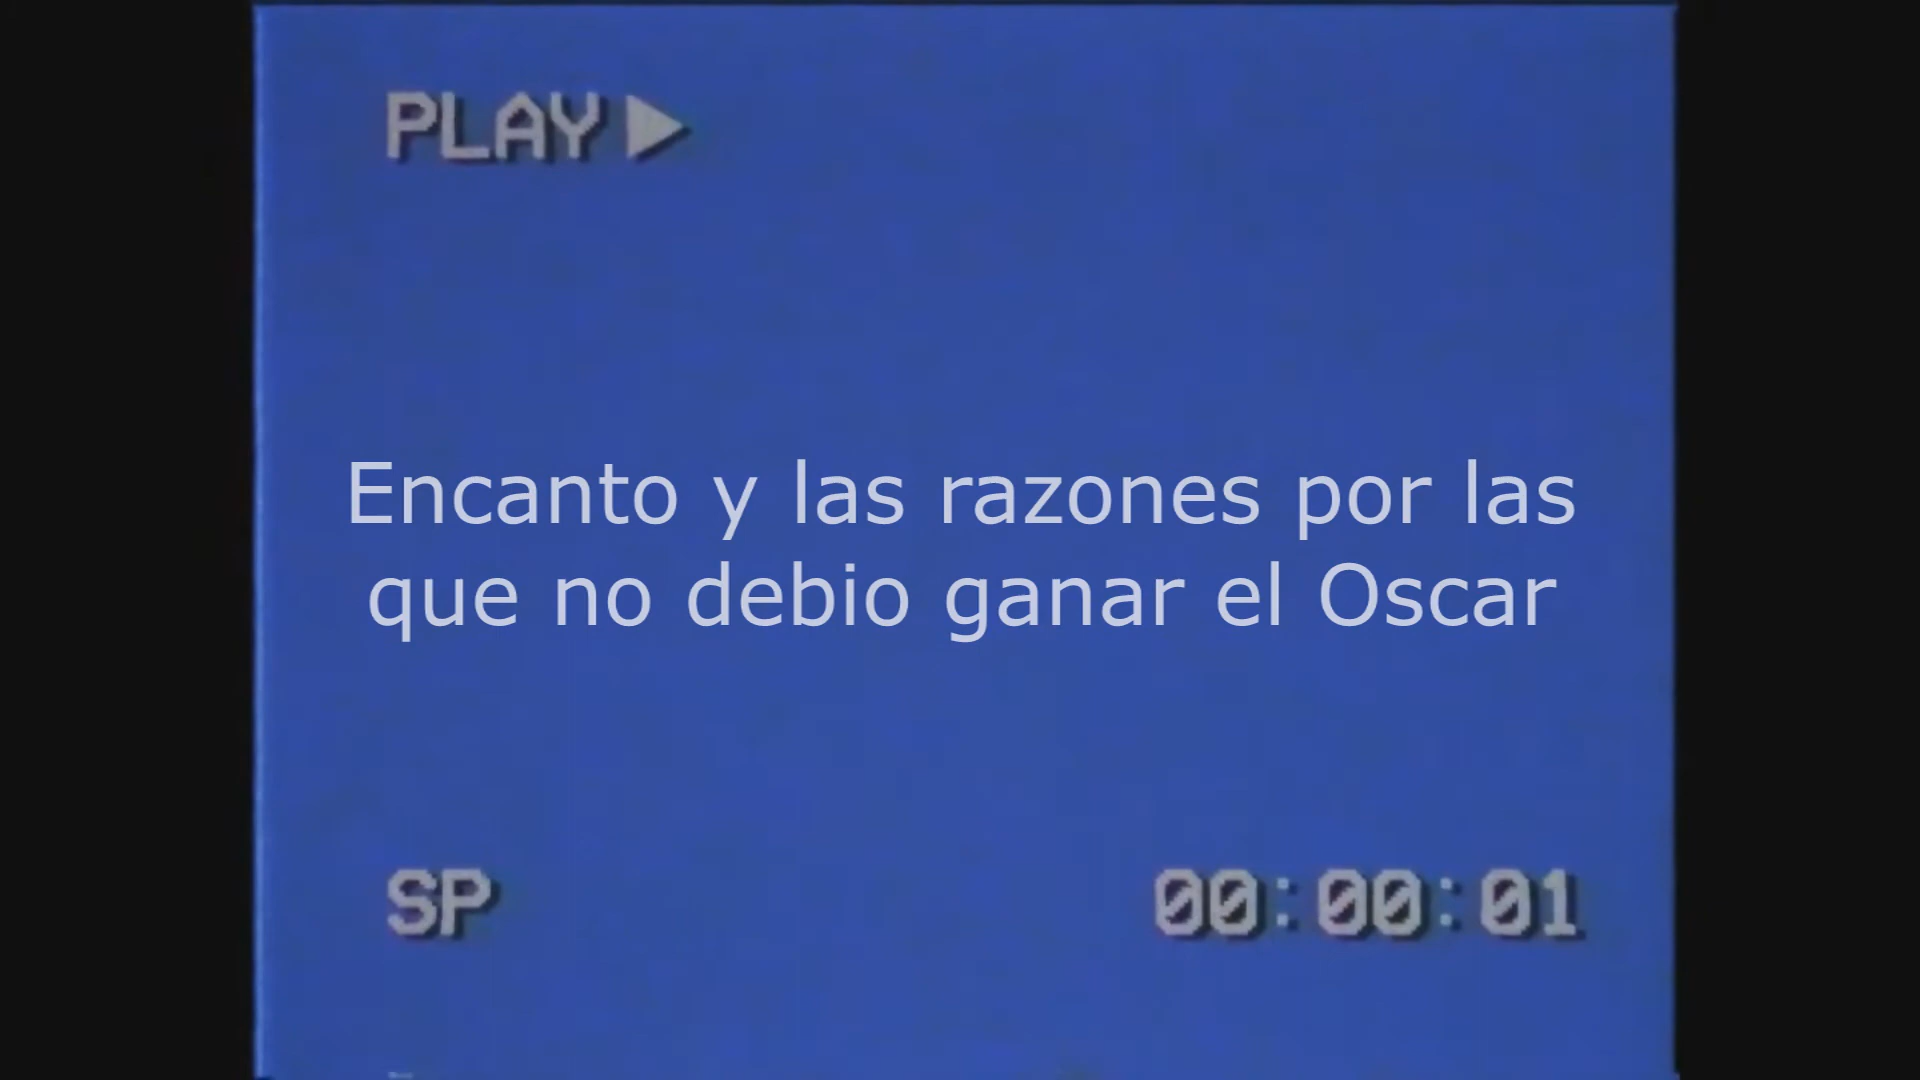 PLAY
Encanto y las razones por las
que no debio ganar el Oscar
SP 00:00:01